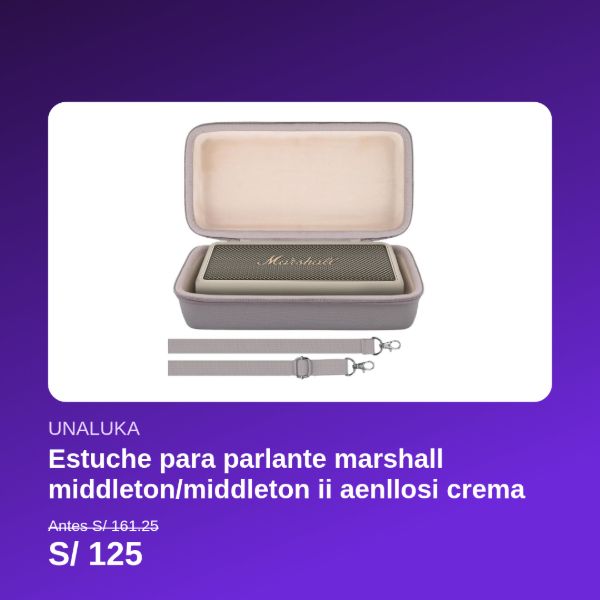 Marshall
UNALUKA
Estuche para parlante marshall
middleton/middleton ii aenllosi crema
Antes S/ 161.25
S/ 125